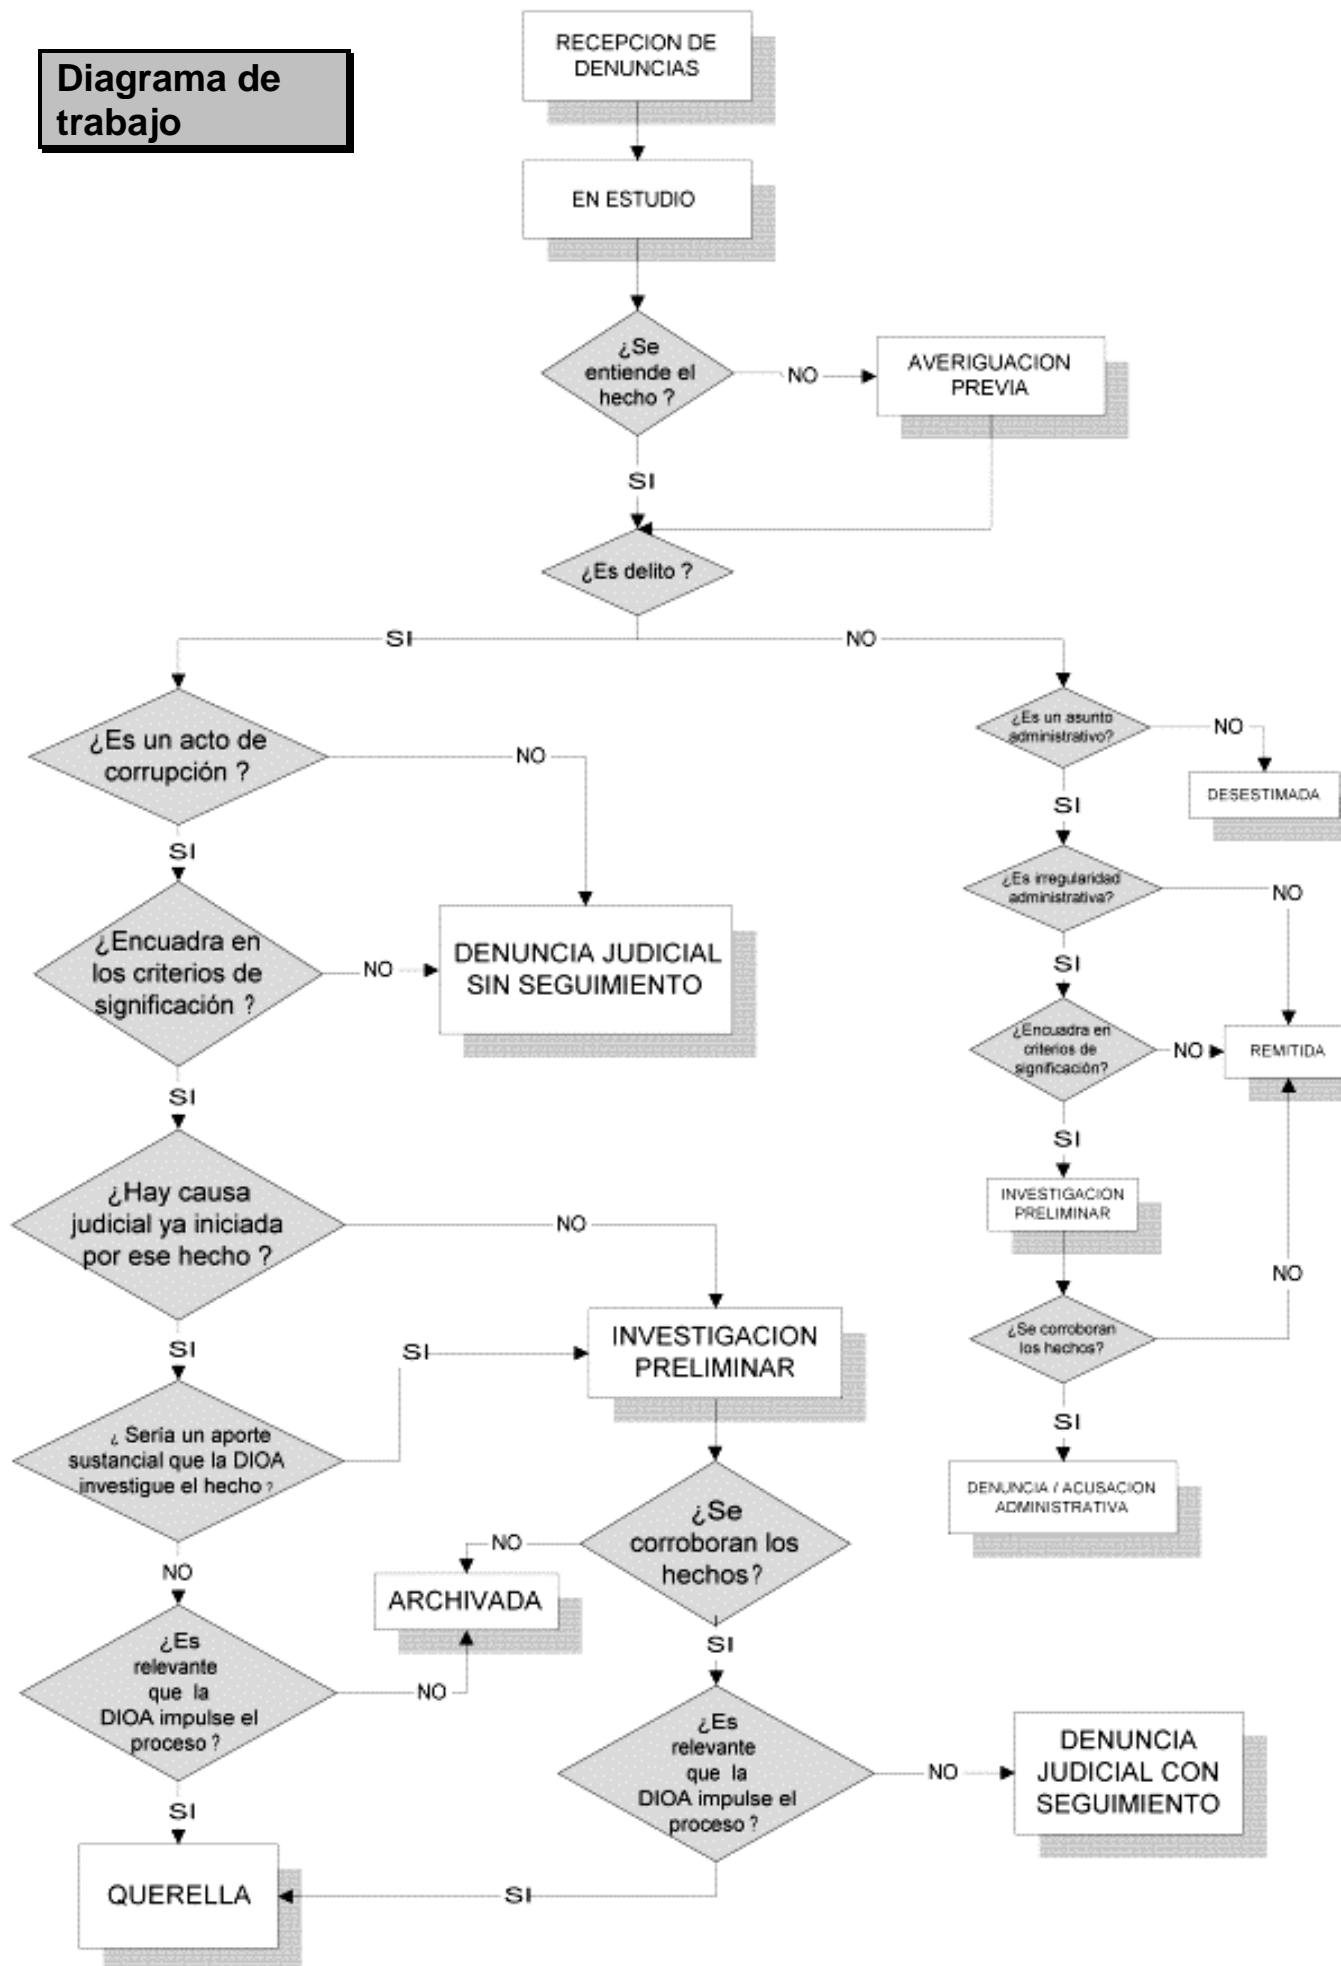 Diagrama de
trabajo
RECEPCION DE
DENUNCIAS
EN ESTUDIO
¿Se
entiende el
hecho ?
NO
AVERIGUACION
PREVIA
SI
¿Es delito ?
SI
NO
¿Es un acto de
corrupción ?
NO
¿Es un asunto
administrativo?
NO
DESESTIMADA
SI
SI
¿Es irregularidad
administrativa?
NO
¿Encuadra en
los criterios de
significación ?
NO
DENUNCIA JUDICIAL
SIN SEGUIMIENTO
SI
¿Encuadra en
criterios de
significación?
NO
REMITIDA
SI
SI
¿Hay causa
judicial ya iniciada
por ese hecho ?
NO
INVESTIGACION
PRELIMINAR
NO
¿Se corroboran
los hechos?
SI
SI
INVESTIGACION
PRELIMINAR
SI
¿ Seria un aporte
sustancial que la DIOA
investigue el hecho ?
DENUNCIA / ACUSACION
ADMINISTRATIVA
¿Se
corroboran los
hechos?
NO
NO
ARCHIVADA
SI
¿Es
relevante
que la
DIOA impulse el
proceso ?
NO
¿Es
relevante
que la
DIOA impulse el
proceso ?
NO
DENUNCIA
JUDICIAL CON
SEGUIMIENTO
SI
QUERELLA
SI